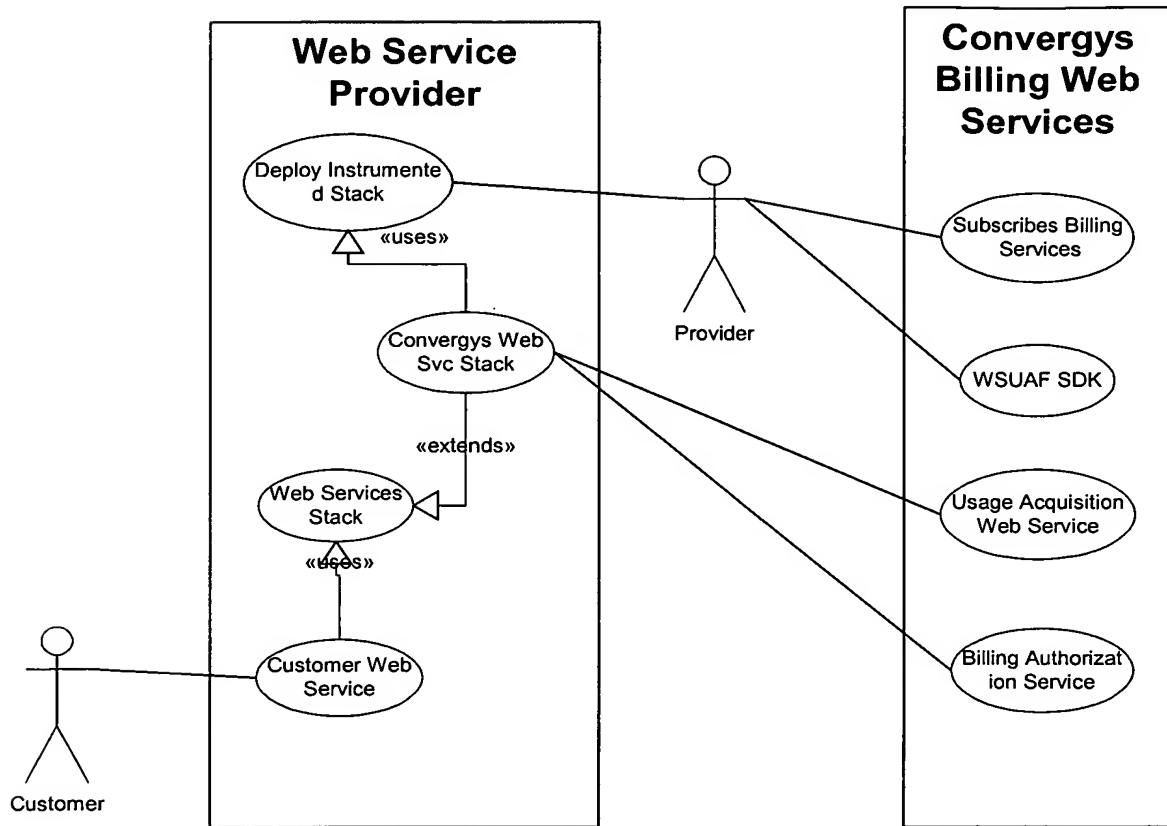 Web Service
Provider
Deploy Instrumente
d Stack
«uses»
Convergys Web
Svc Stack
«extends»
Web Services
Stack
«uses»
Customer Web
Service
Customer
Provider
Convergys
Billing Web
Services
Subscribes Billing
Services
WSUAF SDK
Usage Acquisition
Web Service
Billing Authorizat
ion Service